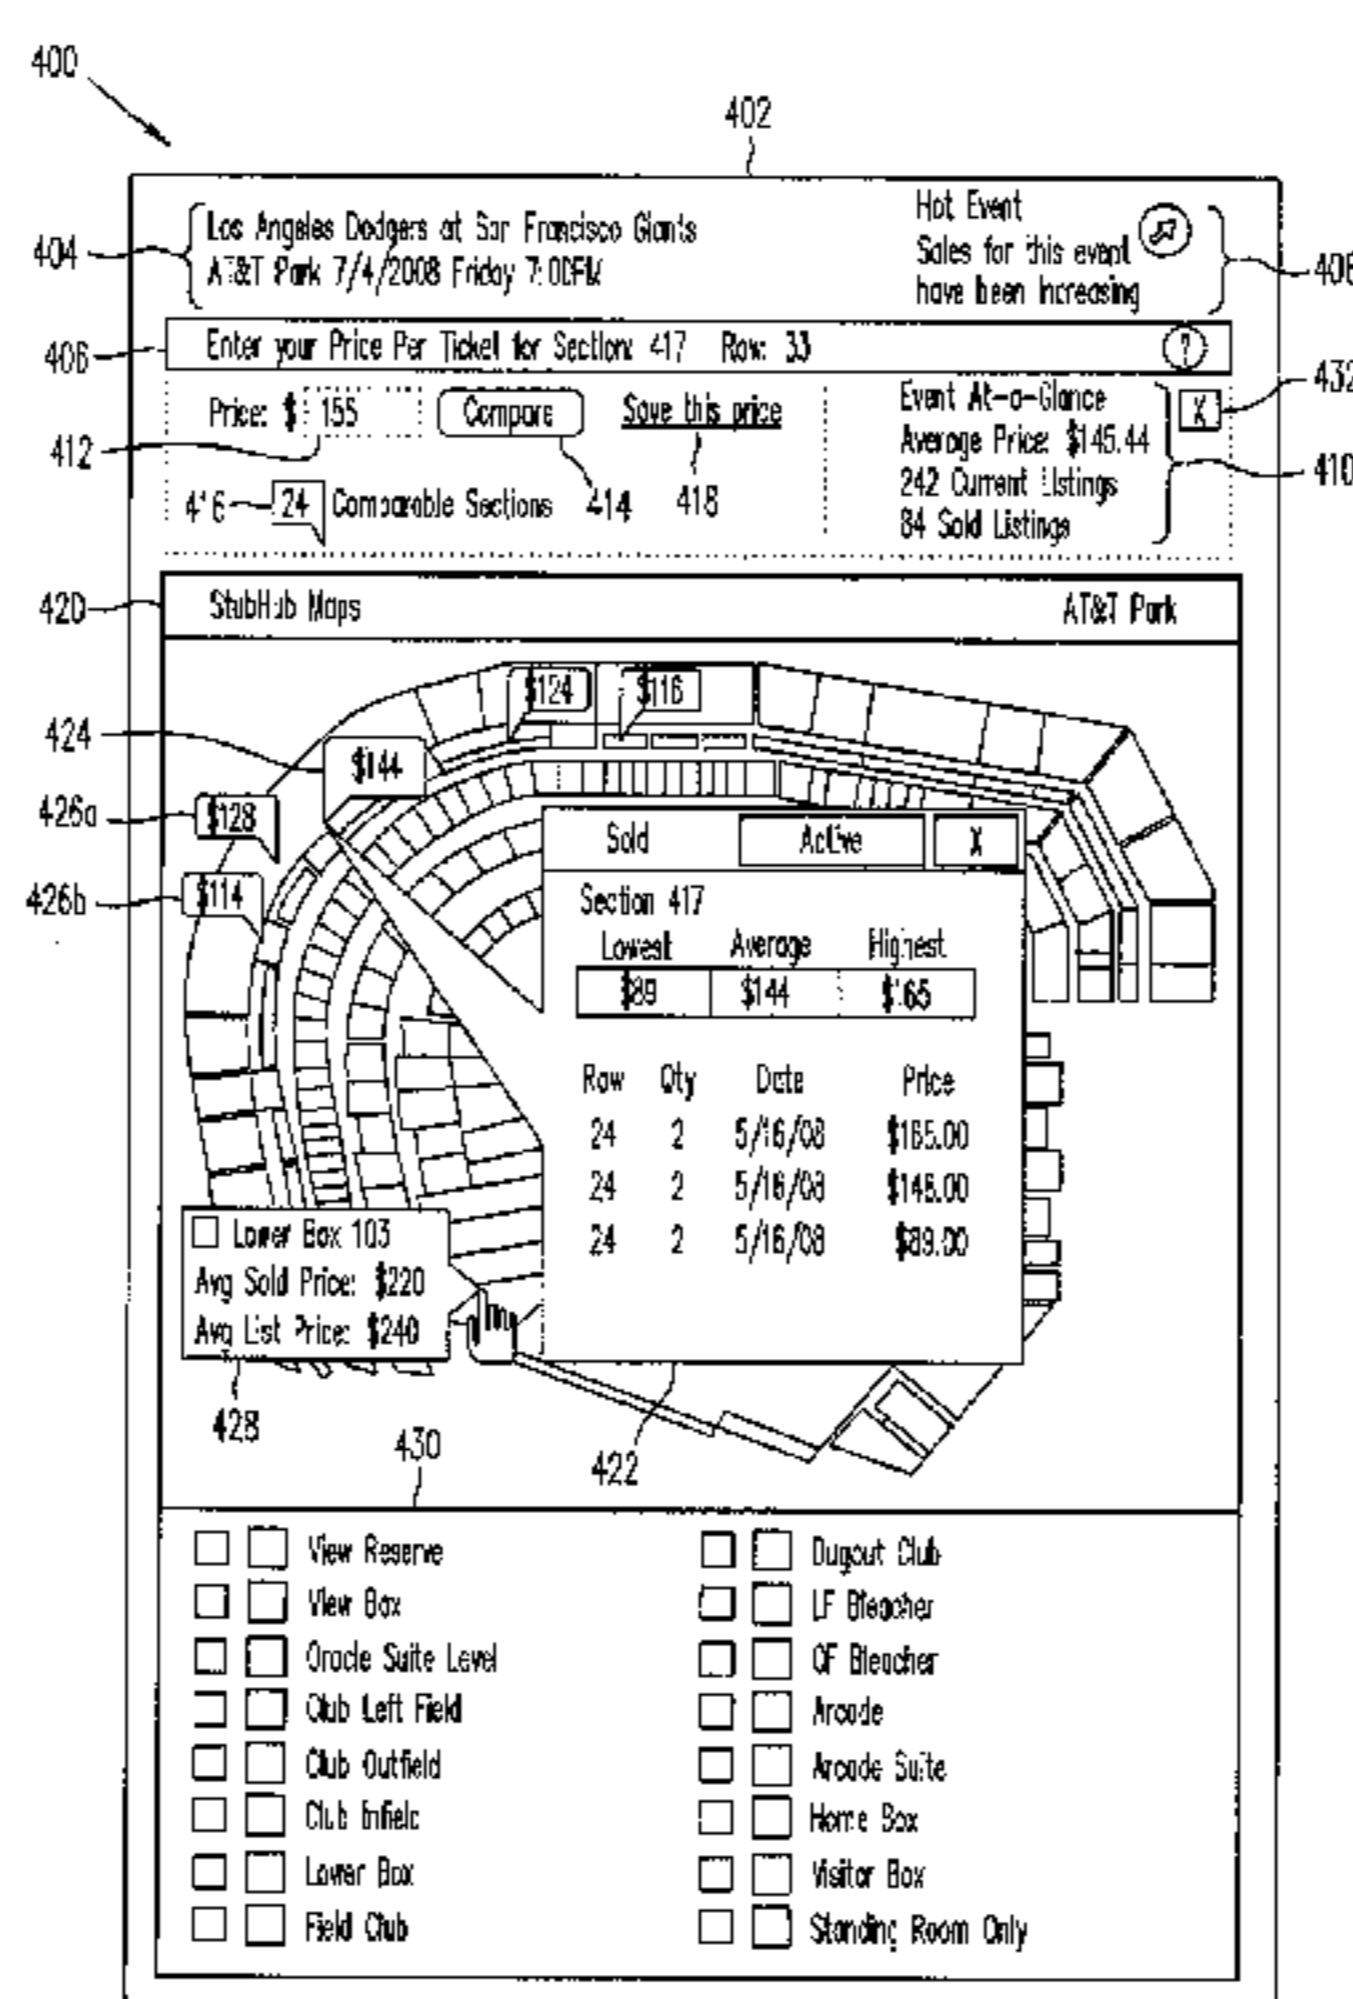 400
402
Los Angeles Dodgers at San Francisco Giants
AT&T Park 7/4/2008 Friday 7:00PM
404
Hot Event
Sales for this event
have been increasing
408
406
Enter your Price Per Ticket for Section: 417 Row: 33 ?
Price: $ 155 Compare Save this price
412
416 24 Comparable Sections 414 418
Event At-a-Glance X 432
Average Price: $145.44
242 Current Listings
84 Sold Listings
410
420 StubHub Maps AT&T Park
$124 $116
424 $144
426a $128
426b $114
Sold Active X
Section 417
Lowest Average Highest
$89 $144 $165
Row Qty Date Price
24 2 5/16/08 $165.00
24 2 5/16/08
24 2 5/16/08 $89.00
Lower Box 103
Avg Sold Price: $220
Avg List Price: $240
428
430
422
View Reserve
View Box
Oracle Suite Level
Club Left Field
Club Outfield
Club Infield
Lower Box
Field Club
Dugout Club
LF Bleacher
CF Bleacher
Arcade
Arcade Suite
Home Box
Visitor Box
Standing Room Only